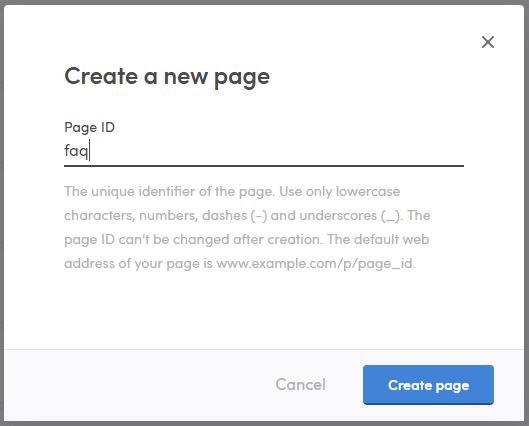 Create a new page
Page ID
faq
The unique identifier of the page. Use only lowercase
characters, numbers, dashes (-) and underscores (_). The
page ID can't be changed after creation. The default web
address of your page is www.example.com/p/page_id.
Cancel
Create page